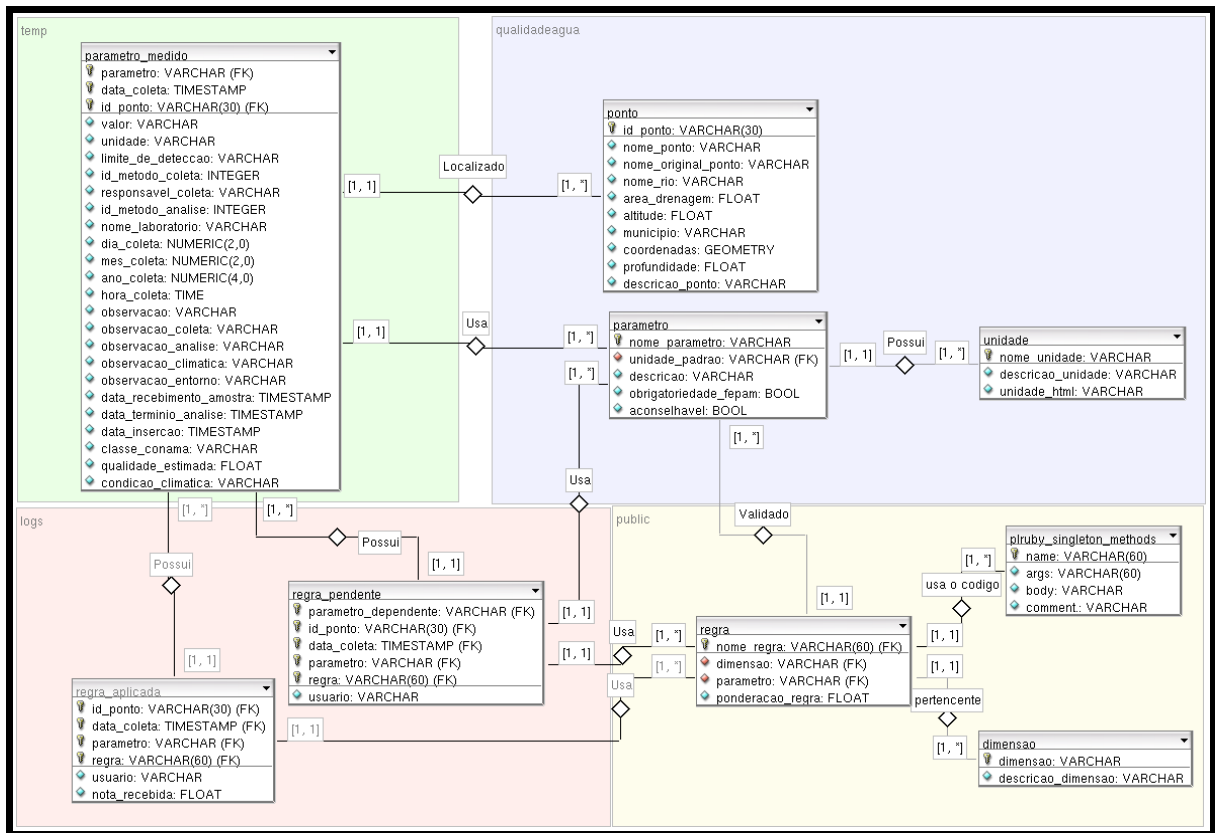 temp
parametro_medido
parametro: VARCHAR (FK)
data_coleta: TIMESTAMP
id_ponto: VARCHAR(30) (FK)
valor: VARCHAR
unidade: VARCHAR
limite_de_deteccao: VARCHAR
id_metodo_coleta: INTEGER
responsavel_coleta: VARCHAR
id_metodo_analise: INTEGER
nome_laboratorio: VARCHAR
dia_coleta: NUMERIC(2,0)
mes_coleta: NUMERIC(2,0)
ano_coleta: NUMERIC(4,0)
hora_coleta: TIME
observacao: VARCHAR
observacao_coleta: VARCHAR
observacao_analise: VARCHAR
observacao_climatica: VARCHAR
observacao_entorno: VARCHAR
data_recebimento_amostra: TIMESTAMP
data_terminio_analise: TIMESTAMP
data_insercao: TIMESTAMP
classe_conama: VARCHAR
qualidade_estimada: FLOAT
condicao_climatica: VARCHAR
[1, 1]
Localizado
[1, *]
[1, 1]
Usa
[1, *]
[1, *]
qualidadeagua
ponto
id_ponto: VARCHAR(30)
nome_ponto: VARCHAR
nome_original_ponto: VARCHAR
nome_rio: VARCHAR
area_drenagem: FLOAT
altitude: FLOAT
municipio: VARCHAR
coordenadas: GEOMETRY
profundidade: FLOAT
descricao_ponto: VARCHAR
parametro
nome_parametro: VARCHAR
unidade_padrao: VARCHAR (FK)
descricao: VARCHAR
obrigatoriedade_fepam: BOOL
aconselhavel: BOOL
[1, 1]
Possui
[1, *]
unidade
nome_unidade: VARCHAR
descricao_unidade: VARCHAR
unidade_html: VARCHAR
[1, *]
Usa
logs
[1, *]
[1, *]
Possui
Possui
[1, 1]
[1, 1]
regra_pendente
parametro_dependente: VARCHAR (FK)
id_ponto: VARCHAR(30) (FK)
data_coleta: TIMESTAMP (FK)
parametro: VARCHAR (FK)
regra: VARCHAR(60) (FK)
usuario: VARCHAR
[1, 1]
[1, 1]
regra_aplicada
id_ponto: VARCHAR(30) (FK)
data_coleta: TIMESTAMP (FK)
parametro: VARCHAR (FK)
regra: VARCHAR(60) (FK)
usuario: VARCHAR
nota_recebida: FLOAT
[1, 1]
public
Validado
[1, 1]
Usa
[1, *]
Usa
[1, *]
regra
nome_regra: VARCHAR(60) (FK)
dimensao: VARCHAR (FK)
parametro: VARCHAR (FK)
ponderacao_regra: FLOAT
[1, *]
usa o codigo
[1, 1]
[1, 1]
pertencente
[1, *]
plruby_singleton_methods
name: VARCHAR(60)
args: VARCHAR(60)
body: VARCHAR
comment.: VARCHAR
dimensao
dimensao: VARCHAR
descricao_dimensao: VARCHAR